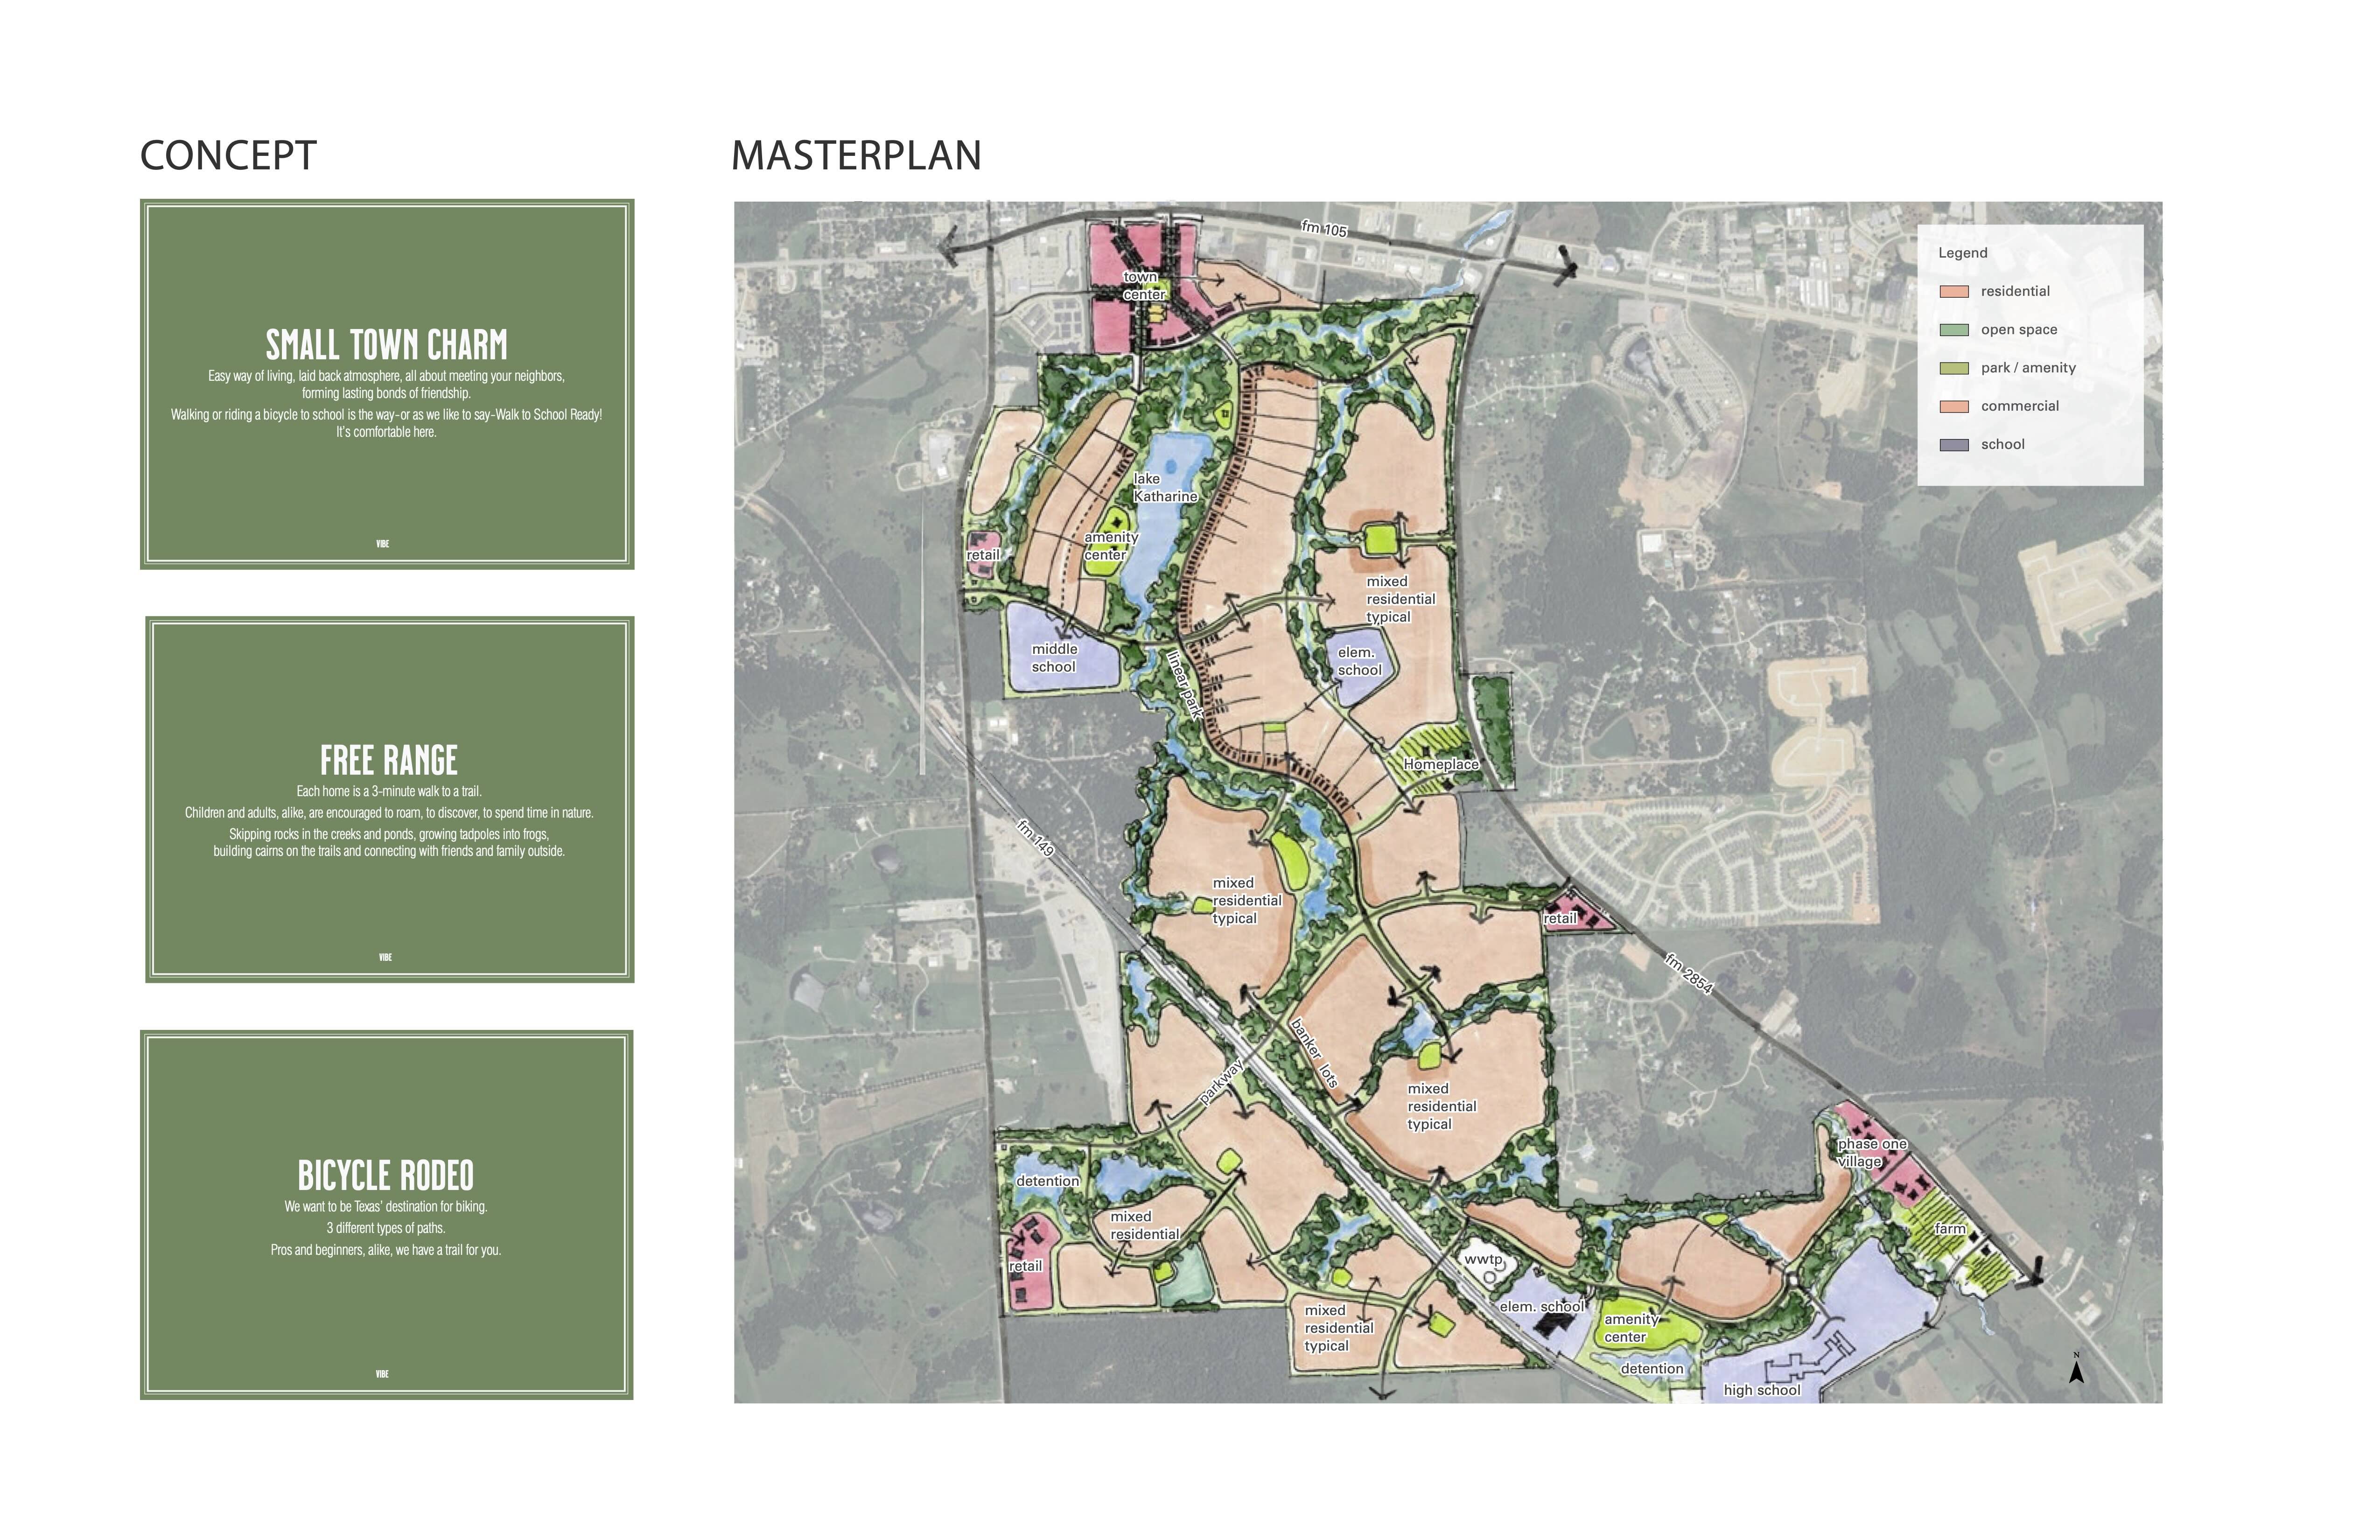 CONCEPT
SMALL TOWN CHARM
Easy way of living, laid back atmosphere, all about meeting your neighbors,
forming lasting bonds of friendship.
Walking or riding a bicycle to school is the way-or as we like to say-Walk to School Ready!
It's comfortable here.
VIBE
FREE RANGE
Each home is a 3-minute walk to a trail.
Children and adults, alike, are encouraged to roam, to discover, to spend time in nature.
Skipping rocks in the creeks and ponds, growing tadpoles into frogs,
building cairns on the trails and connecting with friends and family outside.
VIBE
BICYCLE RODEO
We want to be Texas' destination for biking.
3 different types of paths.
Pros and beginners, alike, we have a trail for you.
VIBE
MASTERPLAN
fm 105
town
center
Legend
residential
open space
park / amenity
commercial
school
lake
Katharine
amenity
center
retail
mixed
residential
typical
middle
school
elem.
school
linear park
Homeplace
fm 149
mixed
residential
typical
retail
fm 2854
banker lots
parkway
mixed
residential
typical
phase one
village
detention
mixed
residential
farm
retail
wwtp
elem. school
mixed
residential
typical
amenity
center
detention
high school
N